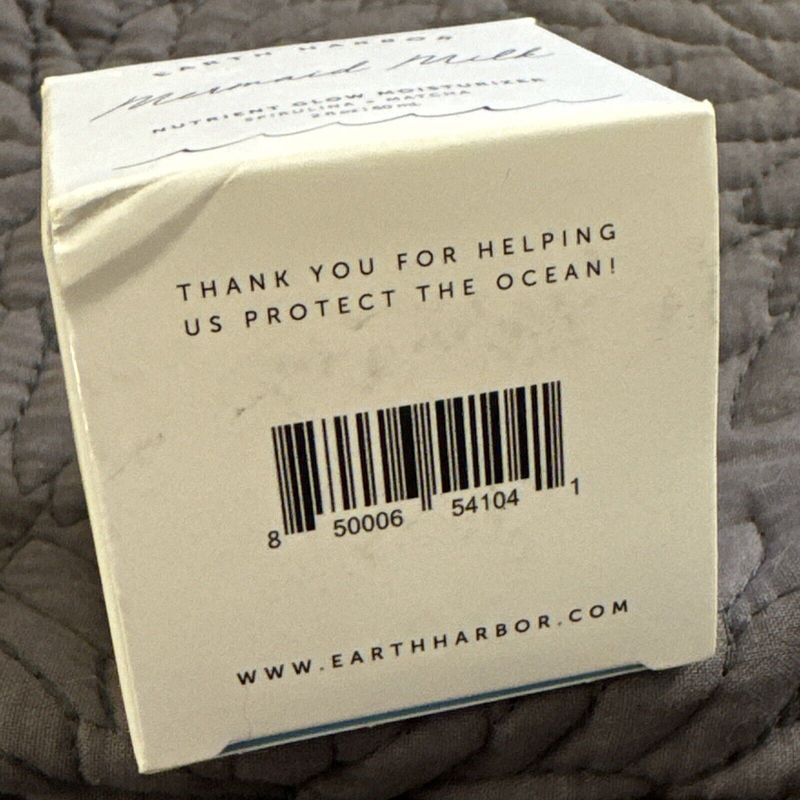 EARTH HARBOR
Mermaid Milk
NUTRIENT GLOW MOISTURIZER
SPIRULINA + MATCHA
THANK YOU FOR HELPING
US PROTECT THE OCEAN!
8 50006 54104 1
WWW.EARTHHARBOR.COM